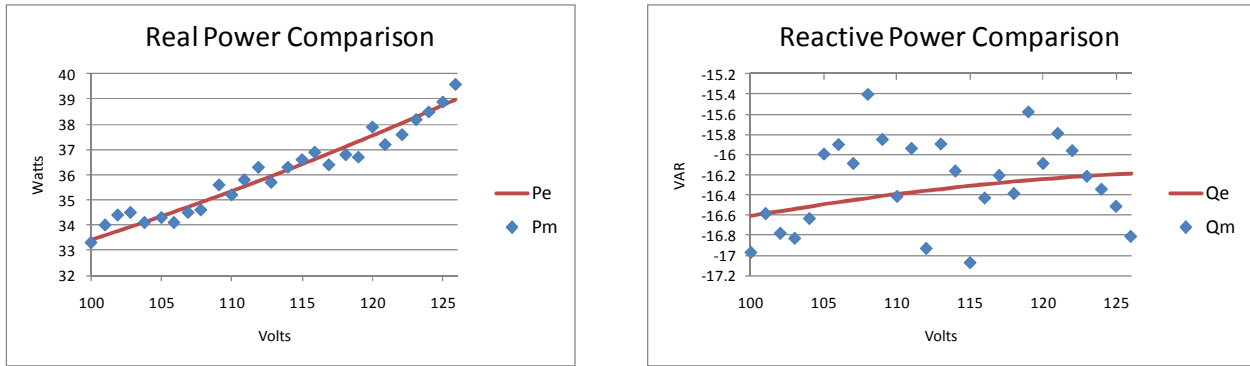 Real Power Comparison
40
39
38
37
36
35
34
33
32
Watts
100 105 110 115 120 125
Volts
Pe
Pm
Reactive Power Comparison
-15.2
-15.4
-15.6
-15.8
-16
-16.2
-16.4
-16.6
-16.8
-17
-17.2
VAR
100 105 110 115 120 125
Volts
Qe
Qm